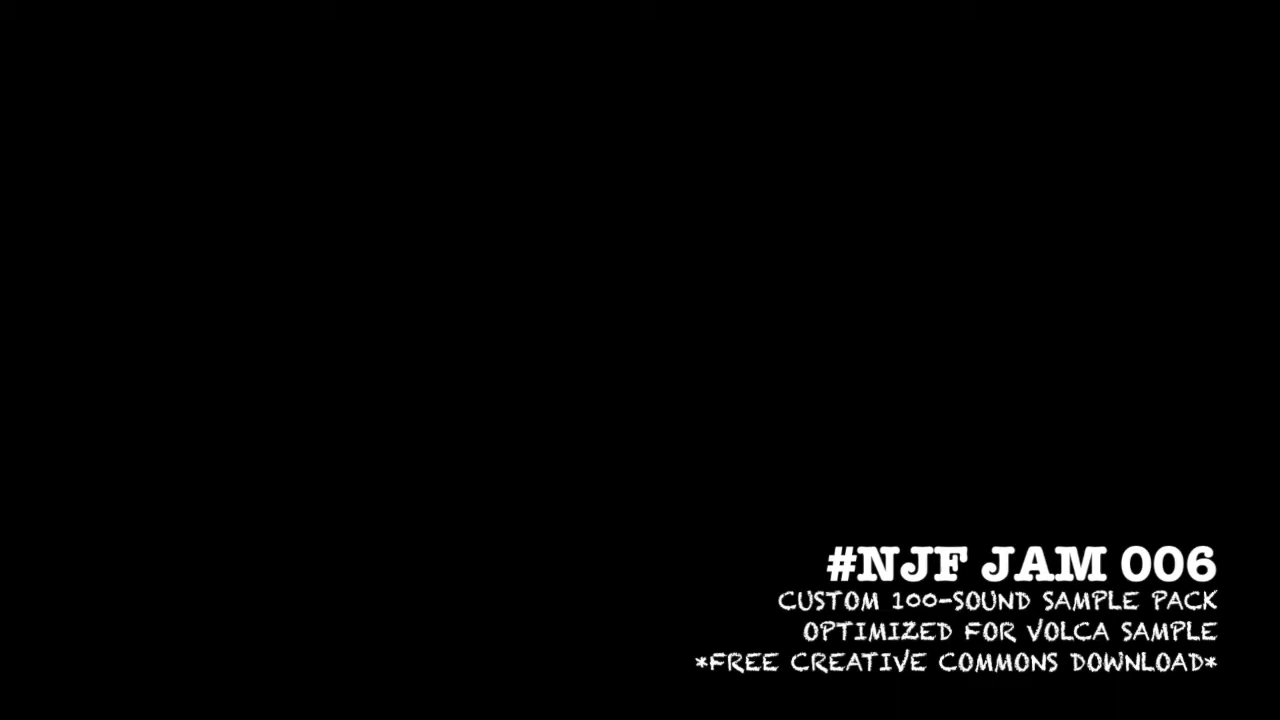 #NJF JAM 006
CUSTOM 100-SOUND SAMPLE PACK
OPTIMIZED FOR VOLCA SAMPLE
*FREE CREATIVE COMMONS DOWNLOAD*